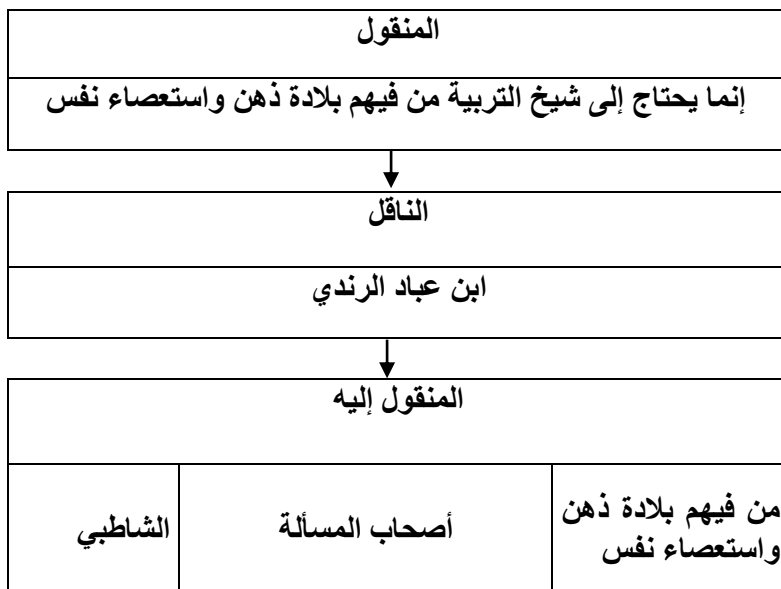 المنقول
إنما يحتاج إلى شيخ التربية من فيهم بلادة ذهن واستعصاء نفس
الناقل
ابن عباد الرندي
المنقول إليه
من فيهم بلادة ذهن
واستعصاء نفس
أصحاب المسألة
الشاطبي